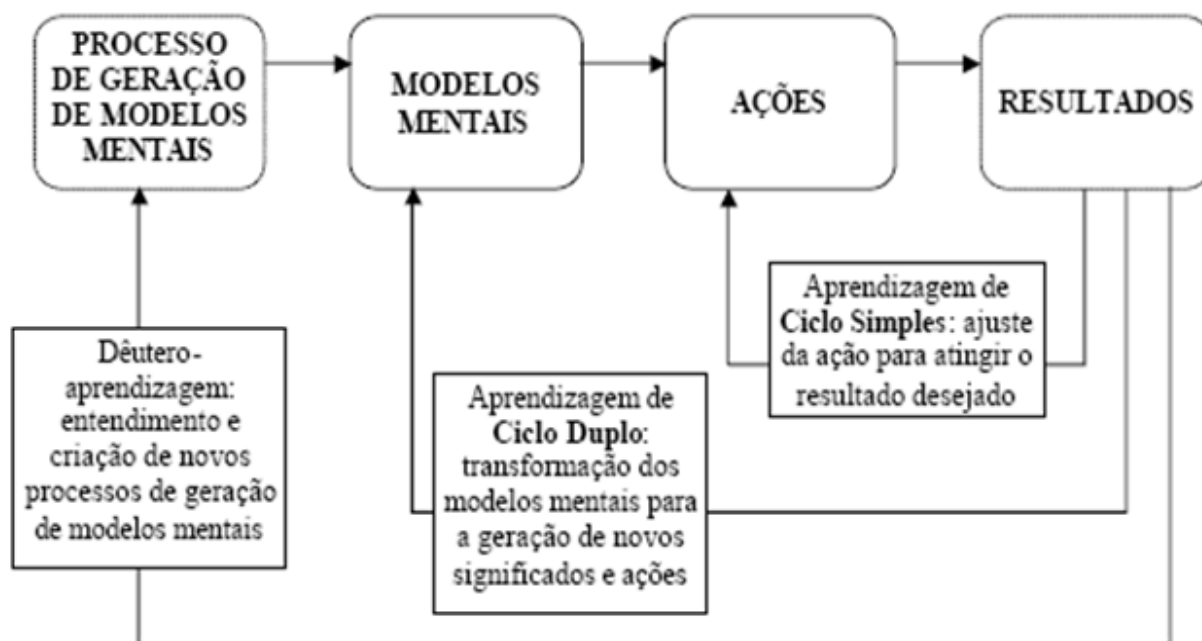 PROCESSO
DE GERAÇÃO
DE MODELOS
MENTAIS
MODELOS
MENTAIS
AÇÕES
RESULTADOS
Aprendizagem de
Ciclo Simples: ajuste
da ação para atingir o
resultado desejado
Aprendizagem de
Ciclo Duplo:
transformação dos
modelos mentais para
a geração de novos
significados e ações
Dêutero-
aprendizagem:
entendimento e
criação de novos
processos de geração
de modelos mentais